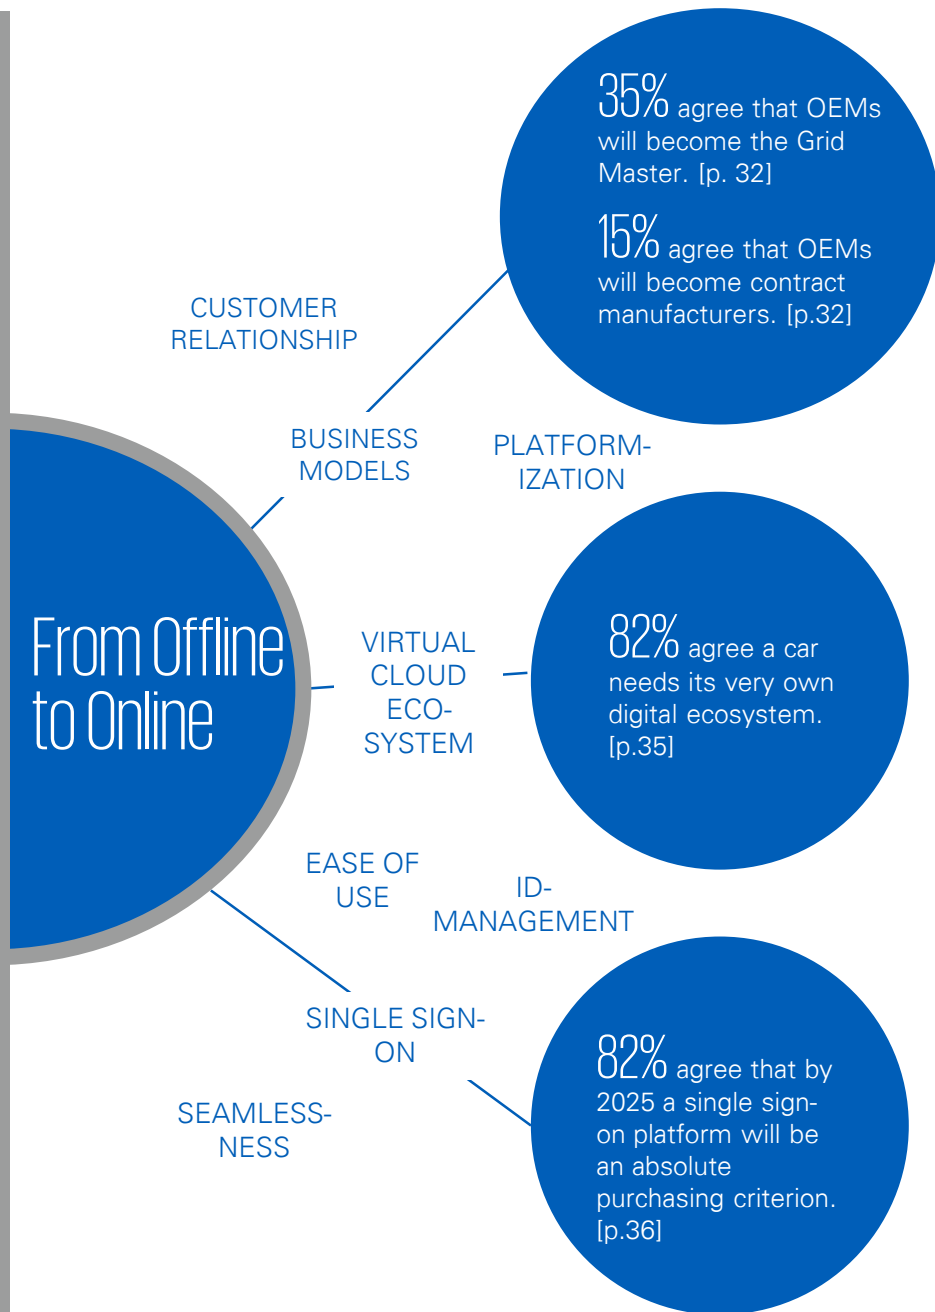 35% agree that OEMs
will become the Grid
Master. [p. 32]
15% agree that OEMs
will become contract
manufacturers. [p.32]
CUSTOMER
RELATIONSHIP
BUSINESS
MODELS
PLATFORM-
IZATION
From Offline
to Online
VIRTUAL
CLOUD
ECO-
SYSTEM
82% agree a car
needs its very own
digital ecosystem.
[p.35]
EASE OF
USE
ID-
MANAGEMENT
SINGLE SIGN-
ON
SEAMLESS-
NESS
82% agree that by
2025 a single sign-
on platform will be
an absolute
purchasing criterion.
[p.36]